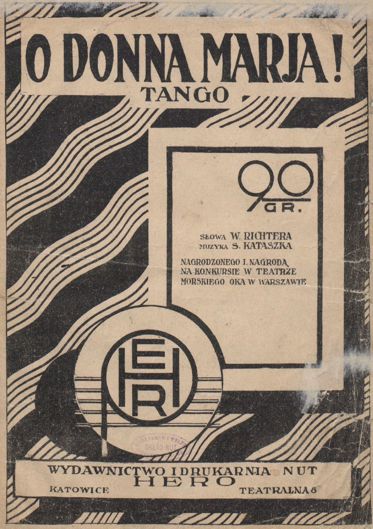 O DONNA MARJA!
TANGO
90
GR.
SŁOWA W. RICHTERA
MUZYKA S. KATASZKA
NAGRODZONEGO I. NAGRODĄ
NA KONKURSIE W TEATRZE
MORSKIEGO OKA W WARSZAWIE
HERO
WYDAWNICTWO I DRUKARNIA NUT
HERO
KATOWICE TEATRALNA 6